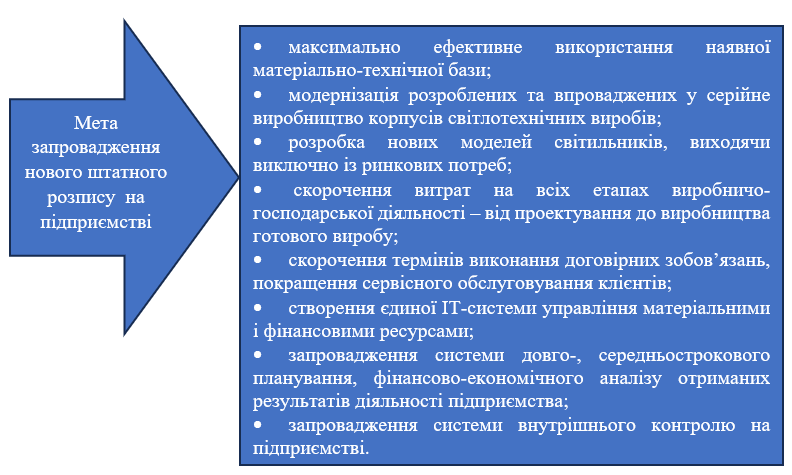 Мета
запровадження
нового штатного
розпису на
підприємстві
• максимально ефективне використання наявної
матеріально-технічної бази;
• модернізація розроблених та впроваджених у серійне
виробництво корпусів світлотехнічних виробів;
• розробка нових моделей світильників, виходячи
виключно із ринкових потреб;
• скорочення витрат на всіх етапах виробничо-
господарської діяльності – від проектування до виробництва
готового виробу;
• скорочення термінів виконання договірних зобов’язань,
покращення сервісного обслуговування клієнтів;
• створення єдиної ІТ-системи управління матеріальними
і фінансовими ресурсами;
• запровадження системи довго-, середньострокового
планування, фінансово-економічного аналізу отриманих
результатів діяльності підприємства;
• запровадження системи внутрішнього контролю на
підприємстві.